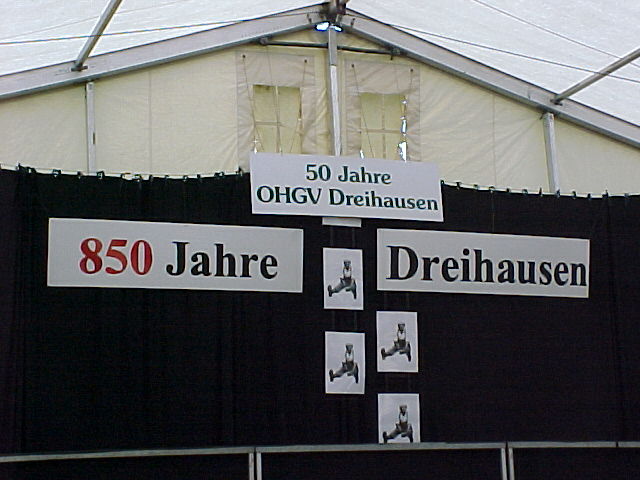 50 Jahre
OHGV Dreihausen
850 Jahre
Dreihausen